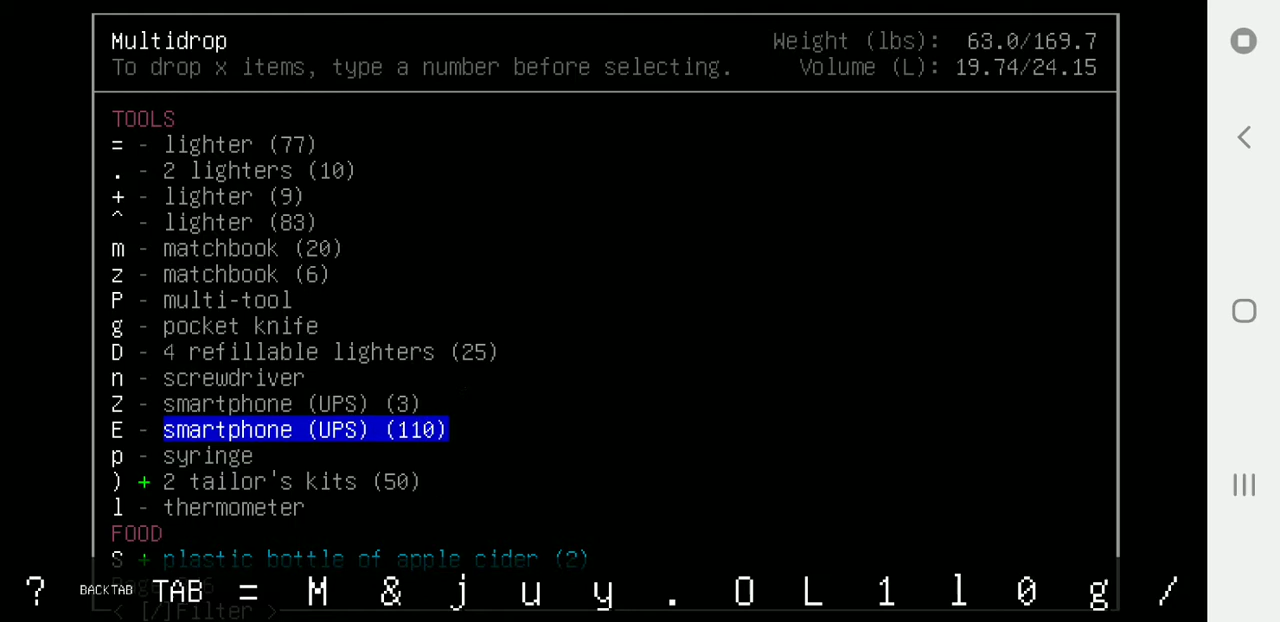 Multidrop Weight (lbs): 63.0/169.7
To drop x items, type a number before selecting. Volume (L): 19.74/24.15
TOOLS
= - lighter (77)
. - 2 lighters (10)
+ - lighter (9)
^ - lighter (83)
m - matchbook (20)
z - matchbook (6)
P - multi-tool
g - pocket knife
D - 4 refillable lighters (25)
n - screwdriver
Z - smartphone (UPS) (3)
E - smartphone (UPS) (110)
p - syringe
) + 2 tailor's kits (50)
l - thermometer
FOOD
S + plastic bottle of apple cider (2)
? BACKTAB TAB = M & j u y . O L 1 l 0 g /
< [/]Filter >